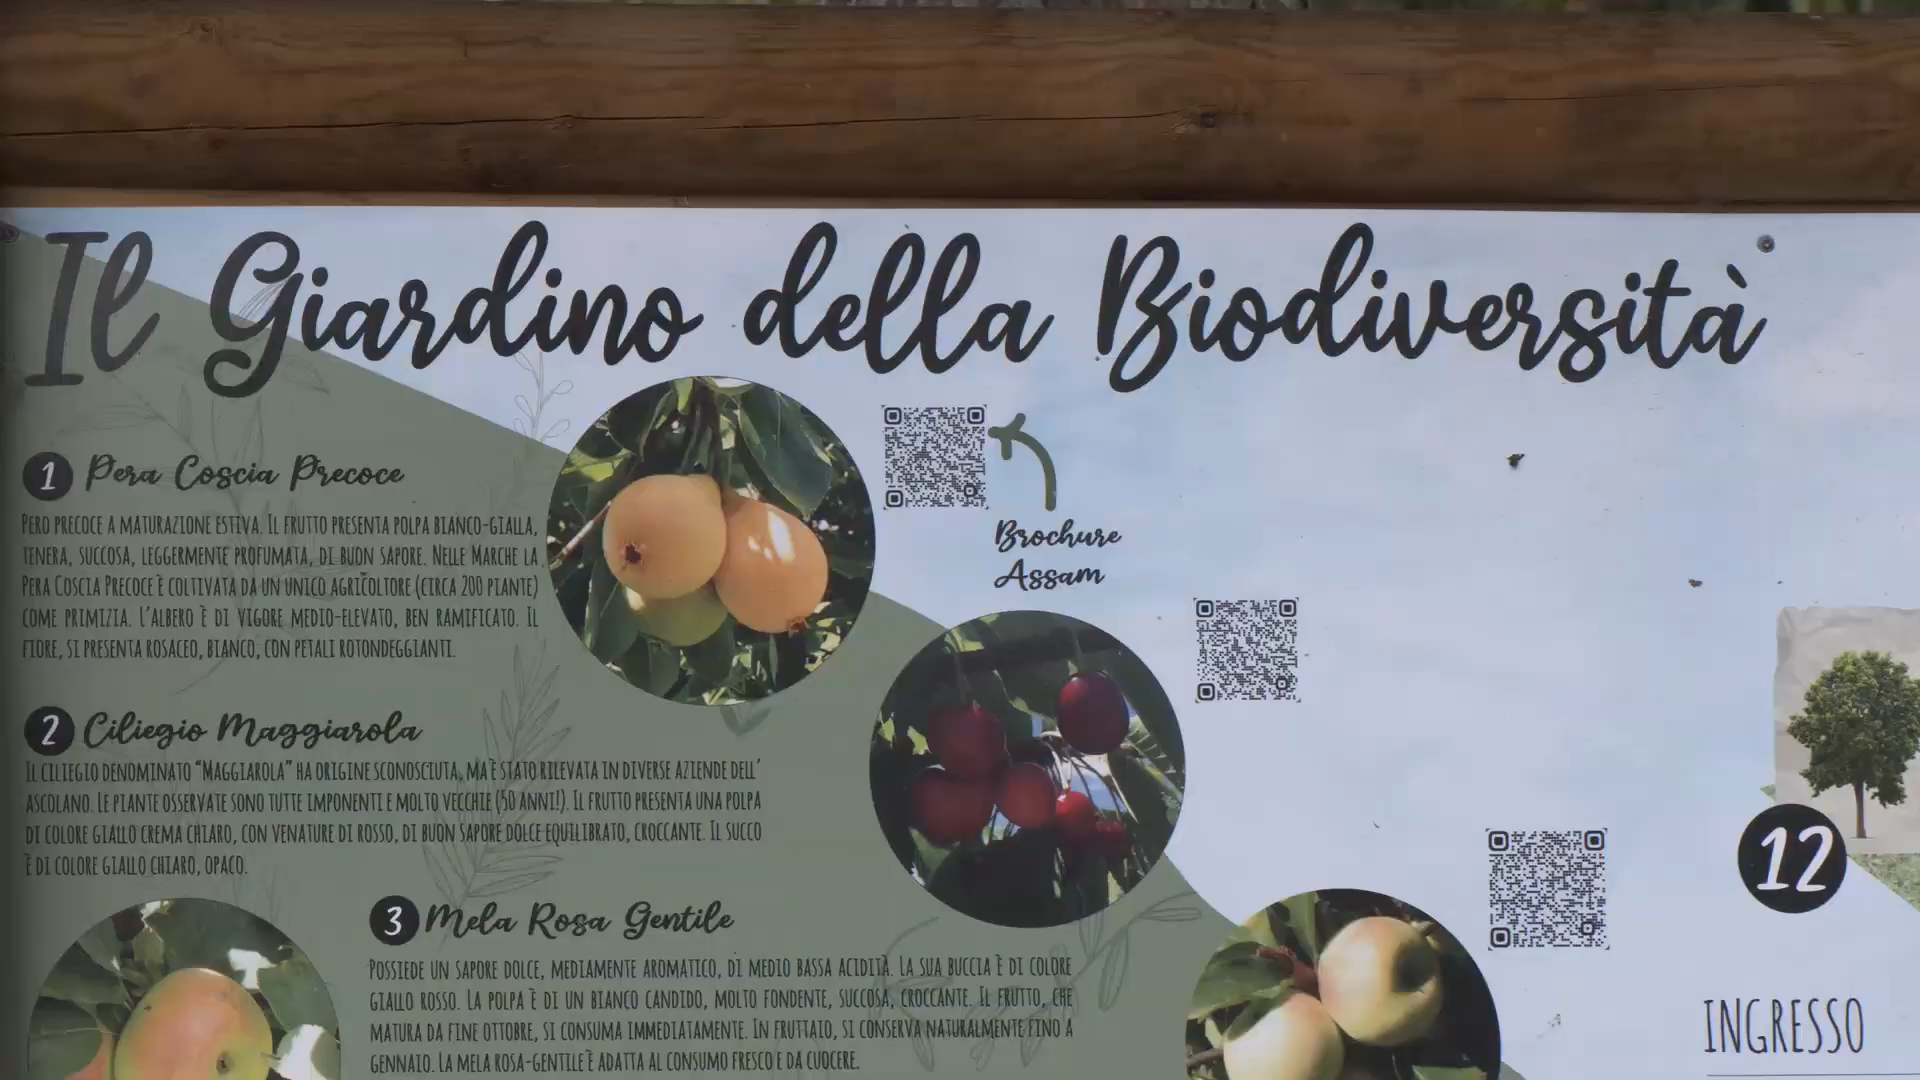 Il Giardino della Biodiversità
1 Pera Coscia Precoce
PERO PRECOCE A MATURAZIONE ESTIVA. IL FRUTTO PRESENTA POLPA BIANCO-GIALLA,
TENERA, SUCCOSA, LEGGERMENTE PROFUMATA, DI BUON SAPORE. NELLE MARCHE LA
PERA COSCIA PRECOCE È COLTIVATA DA UN UNICO AGRICOLTORE (CIRCA 200 PIANTE)
COME PRIMIZIA. L'ALBERO È DI VIGORE MEDIO-ELEVATO, BEN RAMIFICATO. IL
FIORE, SI PRESENTA ROSACEO, BIANCO, CON PETALI ROTONDEGGIANTI.
Brochure
Assam
2 Ciliegio Maggiarola
IL CILIEGIO DENOMINATO "MAGGIAROLA" HA ORIGINE SCONOSCIUTA, MA È STATO RILEVATA IN DIVERSE AZIENDE DELL'
ASCOLANO. LE PIANTE OSSERVATE SONO TUTTE IMPONENTI E MOLTO VECCHIE (50 ANNI!). IL FRUTTO PRESENTA UNA POLPA
DI COLORE GIALLO CREMA CHIARO, CON VENATURE DI ROSSO, DI BUON SAPORE DOLCE EQUILIBRATO, CROCCANTE. IL SUCCO
È DI COLORE GIALLO CHIARO, OPACO.
3 Mela Rosa Gentile
POSSIEDE UN SAPORE DOLCE, MEDIAMENTE AROMATICO, DI MEDIO BASSA ACIDITÀ. LA SUA BUCCIA È DI COLORE
GIALLO ROSSO. LA POLPA È DI UN BIANCO CANDIDO, MOLTO FONDENTE, SUCCOSA, CROCCANTE. IL FRUTTO, CHE
MATURA DA FINE OTTOBRE, SI CONSUMA IMMEDIATAMENTE. IN FRUTTAIO, SI CONSERVA NATURALMENTE FINO A
GENNAIO. LA MELA ROSA-GENTILE È ADATTA AL CONSUMO FRESCO E DA CUOCERE.
12
INGRESSO